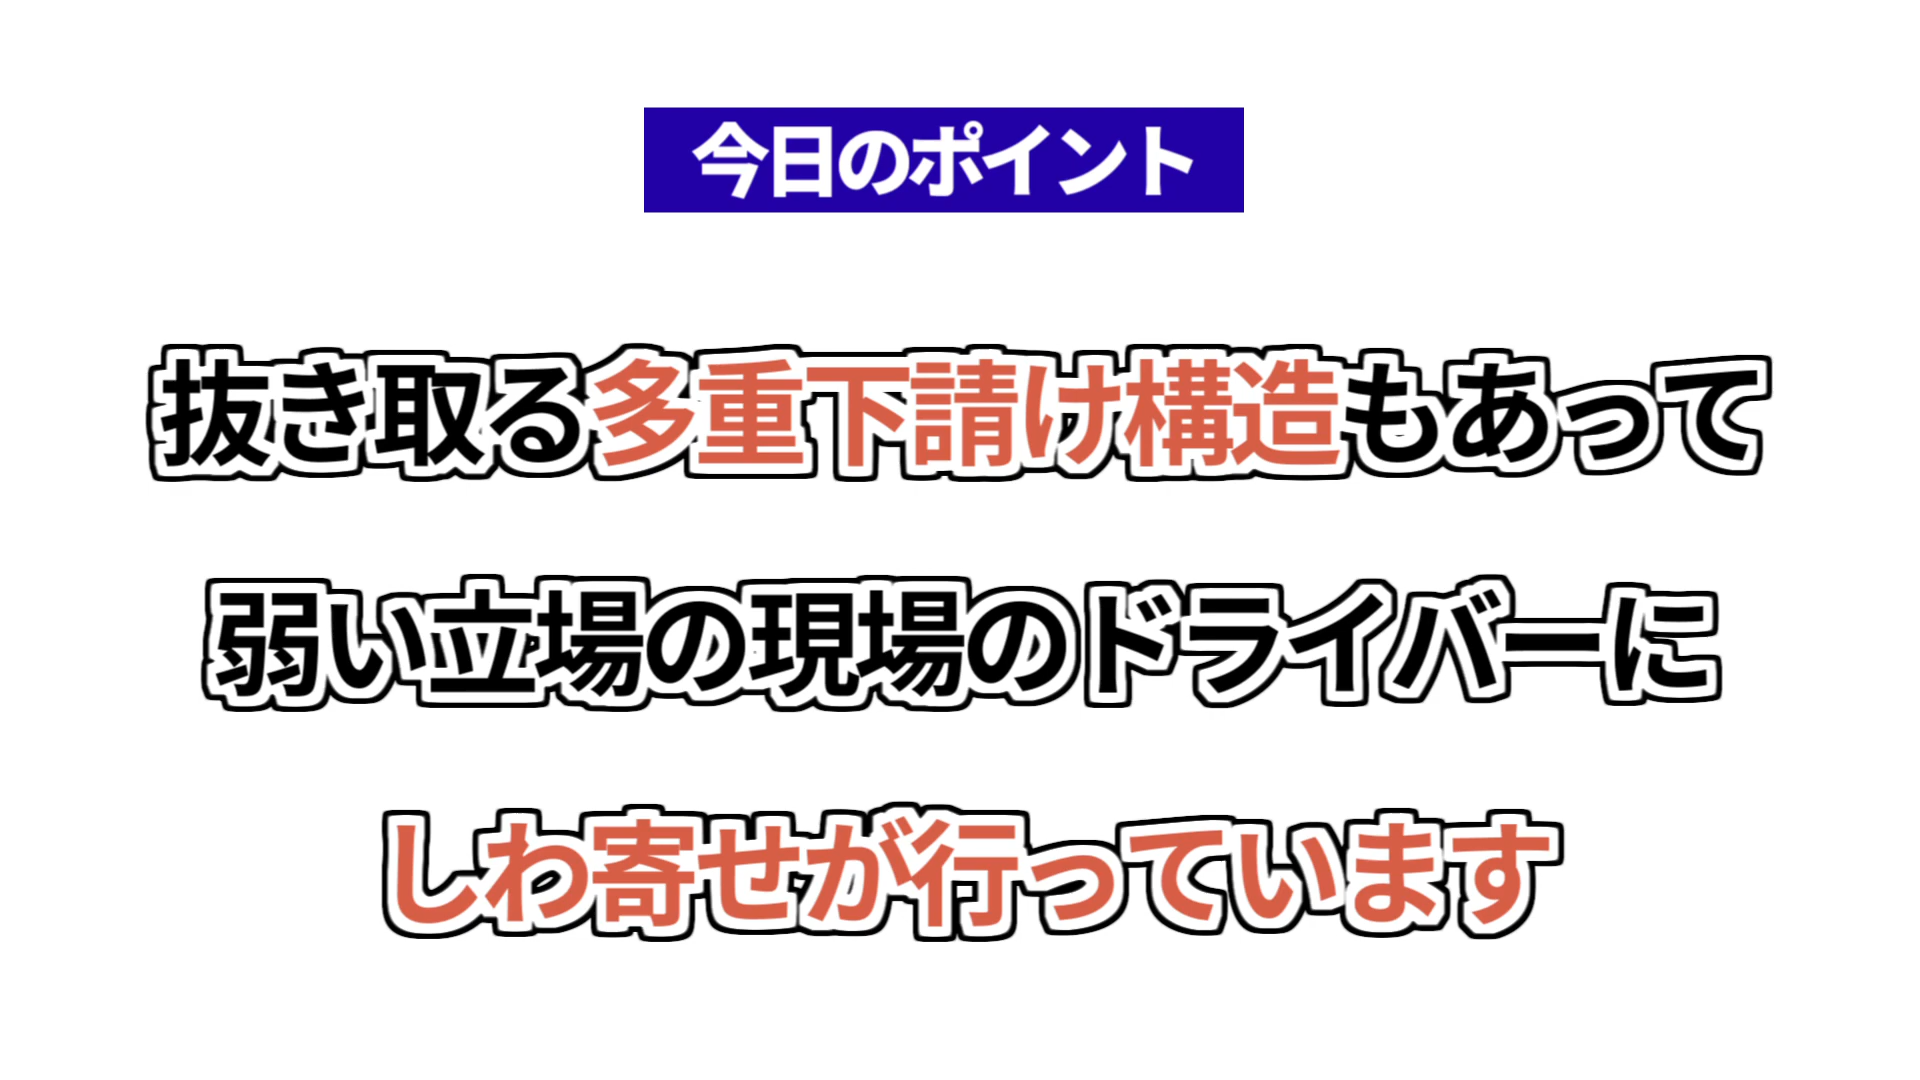 今日のポイント
抜き取る多重下請け構造もあって
弱い立場の現場のドライバーに
しわ寄せが行っています